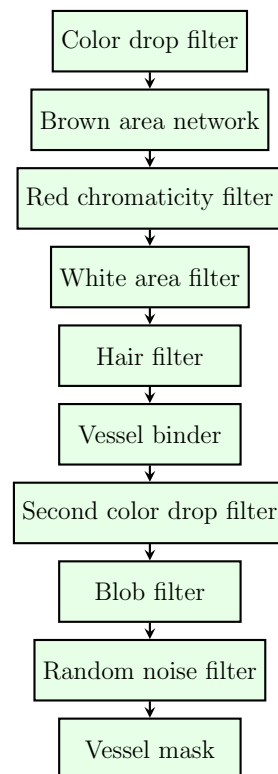 Color drop filter
Brown area network
Red chromaticity filter
White area filter
Hair filter
Vessel binder
Second color drop filter
Blob filter
Random noise filter
Vessel mask